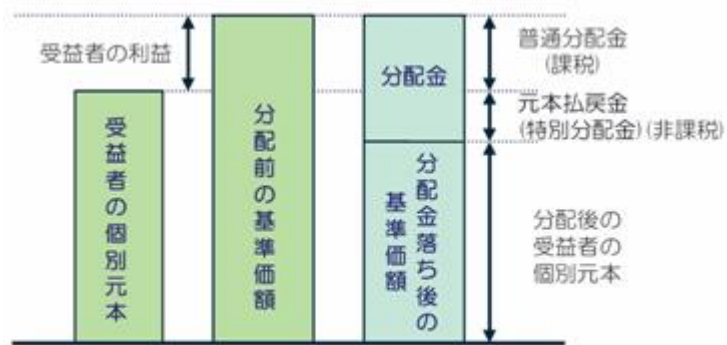 受益者の利益
受益者の個別元本
分配前の基準価額
分配金
分配金落ち後の
基準価額
普通分配金
(課税)
元本払戻金
(特別分配金)(非課税)
分配後の
受益者の
個別元本